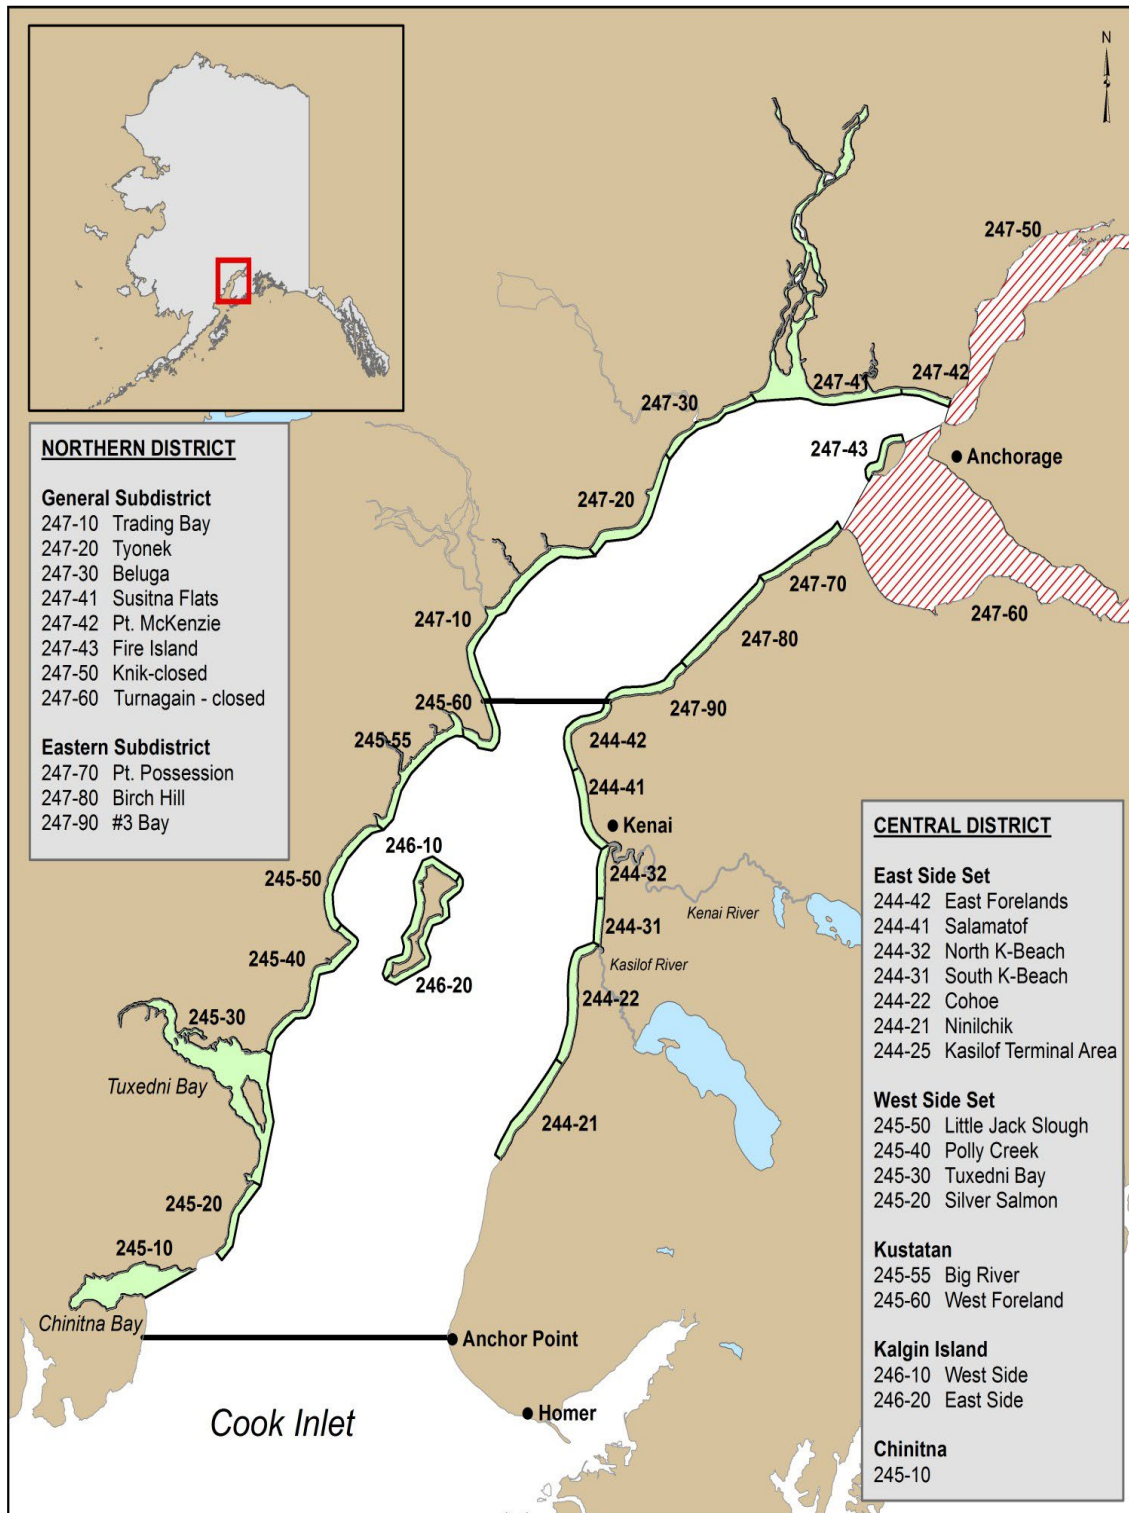 N
247-50
247-42
247-41
247-30
247-43
Anchorage
247-20
247-70
247-10
247-60
247-80
245-60
247-90
245-55
244-42
244-41
Kenai
246-10
244-32
245-50
Kenai River
244-31
245-40
Kasilof River
246-20
244-22
245-30
Tuxedni Bay
244-21
245-20
245-10
Chinitna Bay
Anchor Point
Homer
Cook Inlet
NORTHERN DISTRICT
General Subdistrict
247-10 Trading Bay
247-20 Tyonek
247-30 Beluga
247-41 Susitna Flats
247-42 Pt. McKenzie
247-43 Fire Island
247-50 Knik-closed
247-60 Turnagain - closed
Eastern Subdistrict
247-70 Pt. Possession
247-80 Birch Hill
247-90 #3 Bay
CENTRAL DISTRICT
East Side Set
244-42 East Forelands
244-41 Salamatof
244-32 North K-Beach
244-31 South K-Beach
244-22 Cohoe
244-21 Ninilchik
244-25 Kasilof Terminal Area
West Side Set
245-50 Little Jack Slough
245-40 Polly Creek
245-30 Tuxedni Bay
245-20 Silver Salmon
Kustatan
245-55 Big River
245-60 West Foreland
Kalgin Island
246-10 West Side
246-20 East Side
Chinitna
245-10